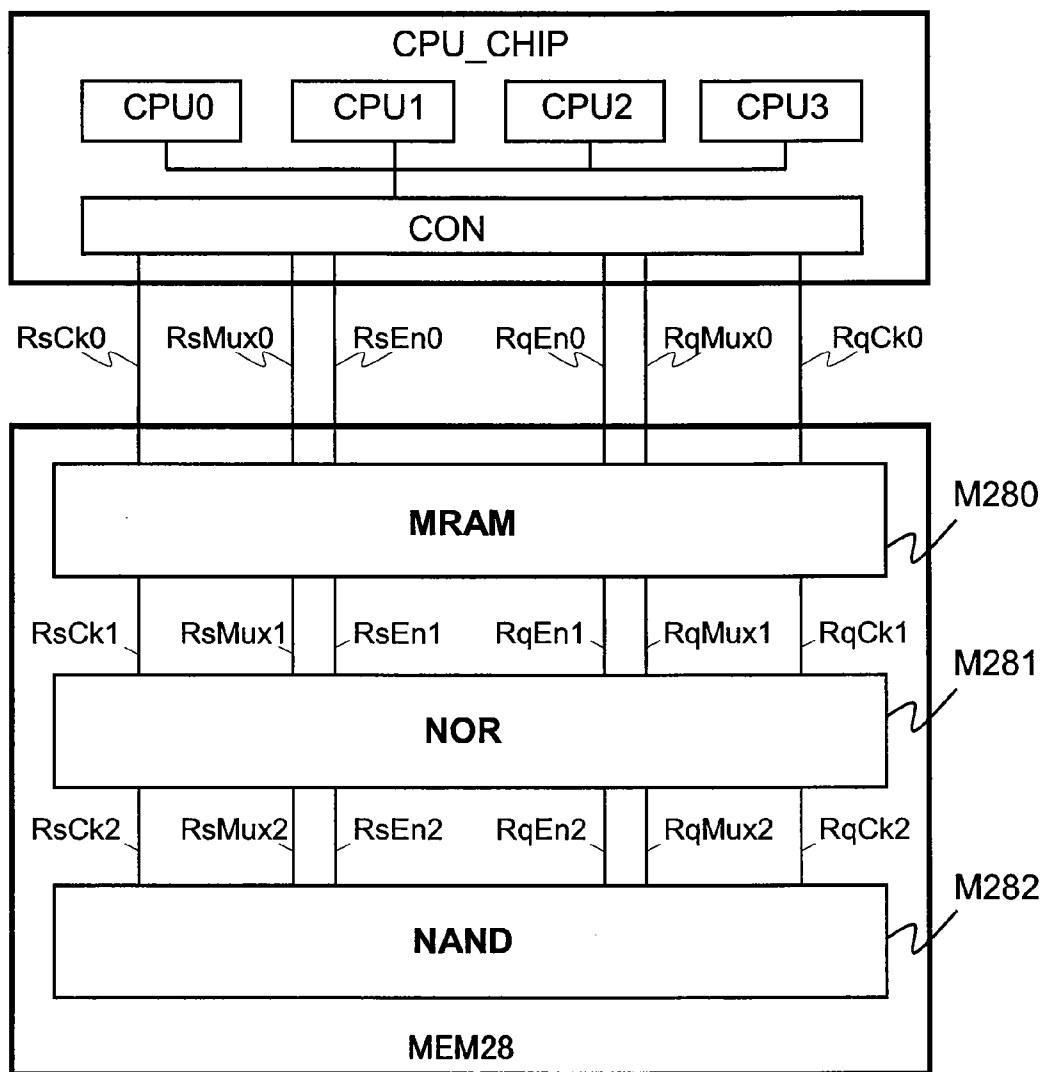 CPU_CHIP
CPU0 CPU1 CPU2 CPU3
CON
RsCk0 RsMux0 RsEn0 RqEn0 RqMux0 RqCk0
MRAM
M280
RsCk1 RsMux1 RsEn1 RqEn1 RqMux1 RqCk1
M281
NOR
RsCk2 RsMux2 RsEn2 RqEn2 RqMux2 RqCk2
M282
NAND
MEM28